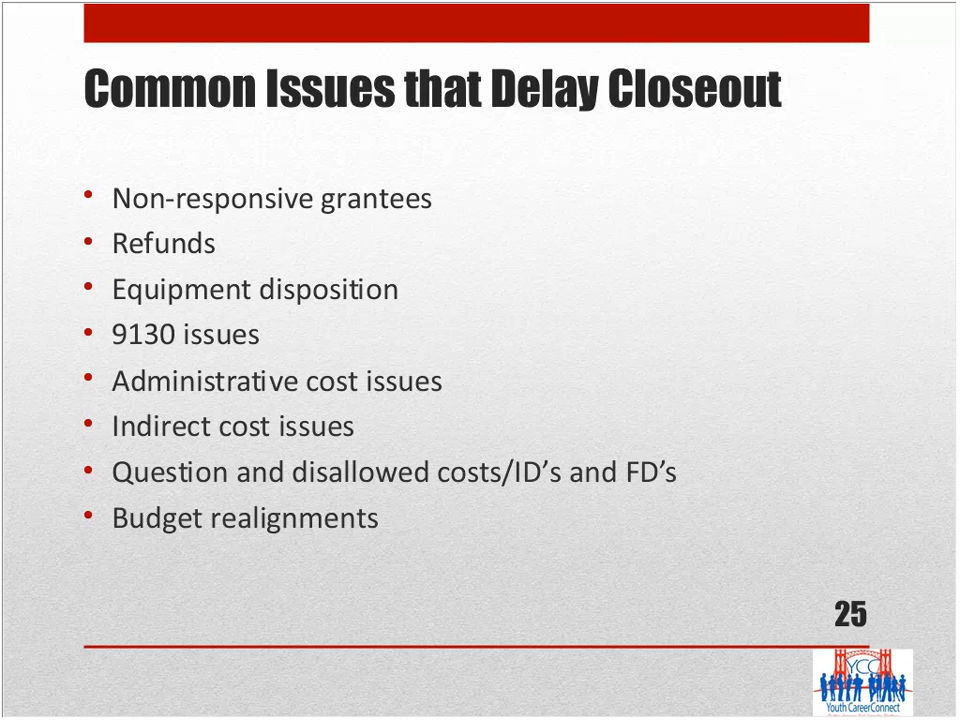 Common Issues that Delay Closeout
• Non-responsive grantees
• Refunds
• Equipment disposition
• 9130 issues
• Administrative cost issues
• Indirect cost issues
• Question and disallowed costs/ID’s and FD’s
• Budget realignments
25
YCC
Youth CareerConnect